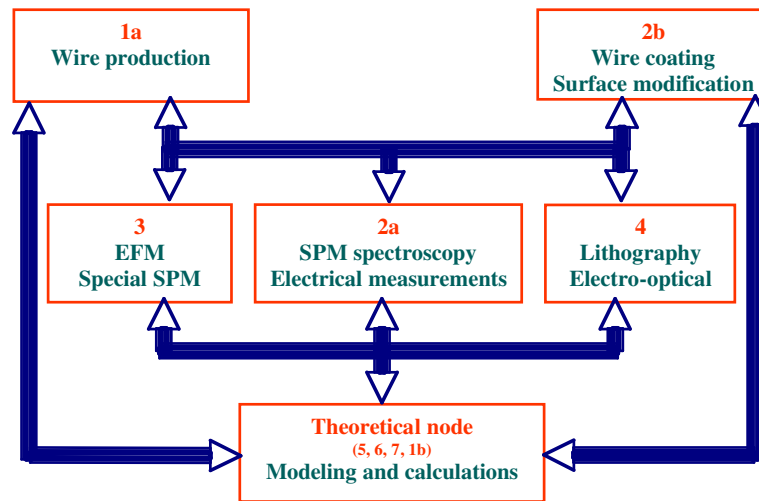 1a
Wire production
2b
Wire coating
Surface modification
3
EFM
Special SPM
2a
SPM spectroscopy
Electrical measurements
4
Lithography
Electro-optical
Theoretical node
(5, 6, 7, 1b)
Modeling and calculations